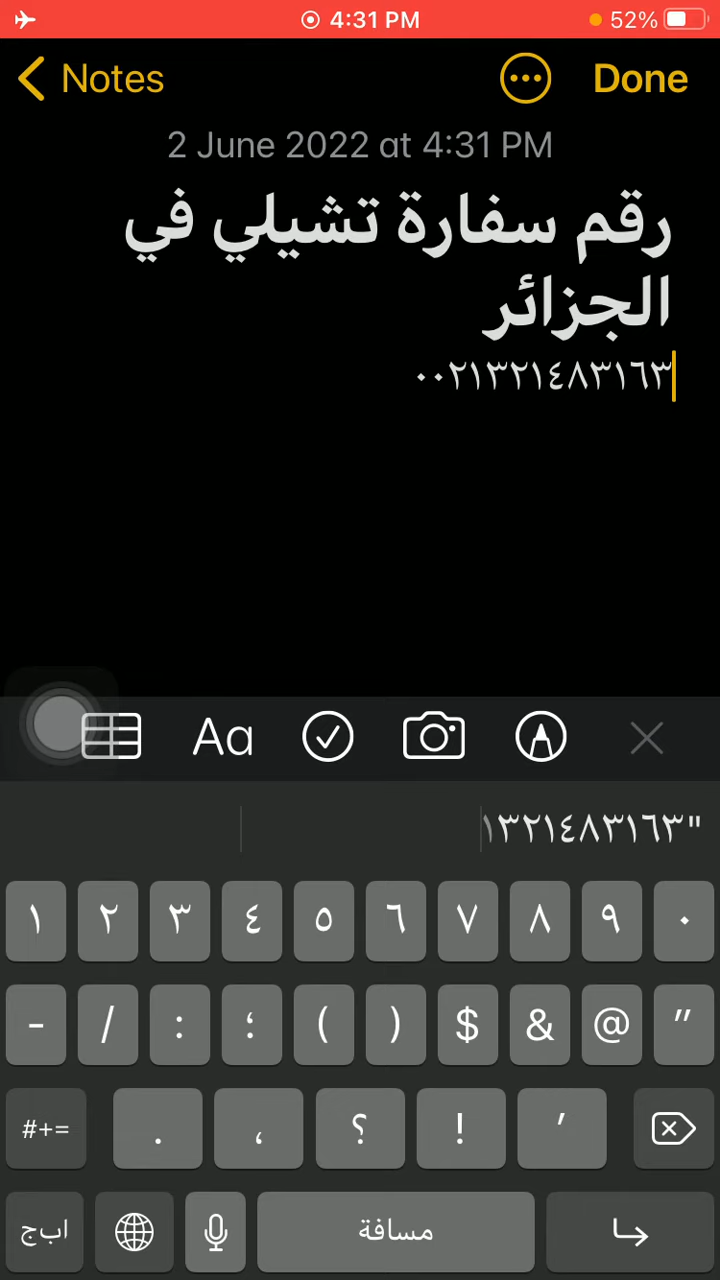 4:31 PM
52%
Notes
Done
2 June 2022 at 4:31 PM
رقم سفارة تشيلي في
الجزائر
٠٠٢١٣٢١٤٨٣١٦٣
Aa
١٣٢١٤٨٣١٦٣"
١ ٢ ٣ ٤ ٥ ٦ ٧ ٨ ٩ ٠
- / : ؛ ( ) $ & @ ”
#+= . ، ؟ ! ’
اب‌ج مسافة